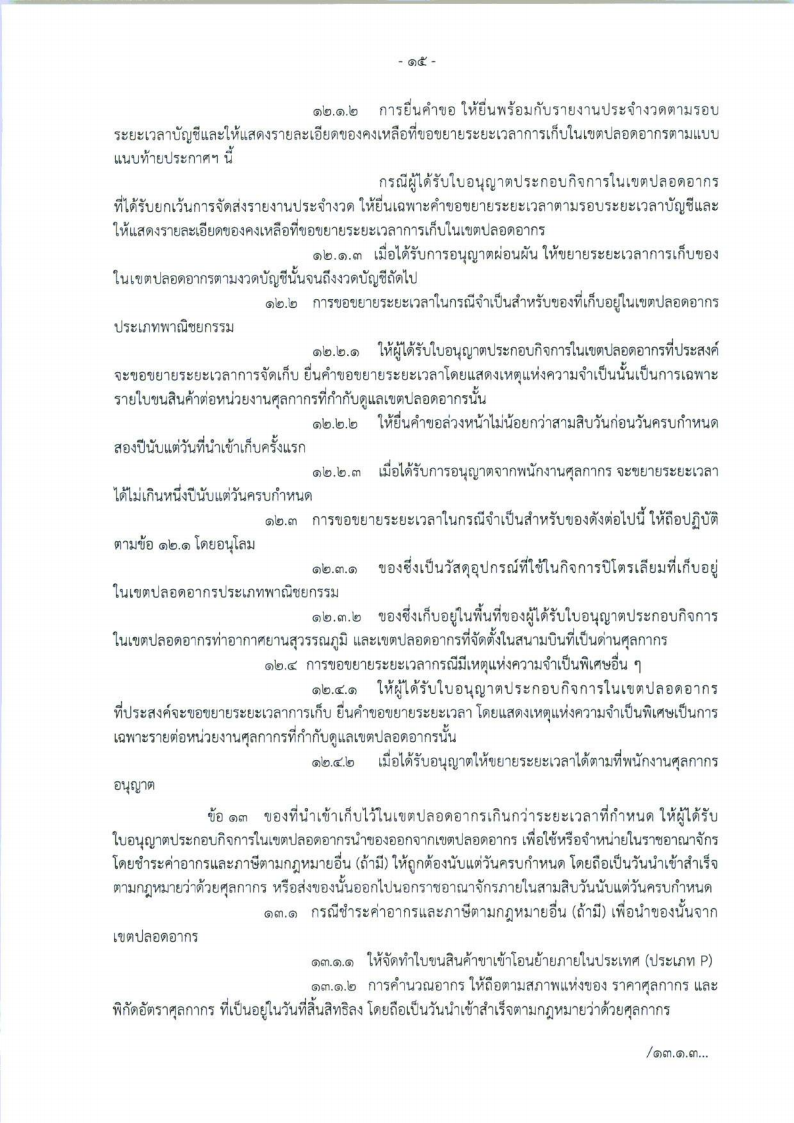 - ๑๕ -
๑๒.๑.๒ การยื่นคำขอ ให้ยื่นพร้อมกับรายงานประจำงวดตามรอบ
ระยะเวลาบัญชีและให้แสดงรายละเอียดของคงเหลือที่ขอขยายระยะเวลาการเก็บในเขตปลอดอากรตามแบบ
แนบท้ายประกาศฯ นี้
กรณีผู้ได้รับใบอนุญาตประกอบกิจการในเขตปลอดอากร
ที่ได้รับยกเว้นการจัดส่งรายงานประจำงวด ให้ยื่นเฉพาะคำขอขยายระยะเวลาตามรอบระยะเวลาบัญชีและ
ให้แสดงรายละเอียดของคงเหลือที่ขอขยายระยะเวลาการเก็บในเขตปลอดอากร
๑๒.๑.๓ เมื่อได้รับการอนุญาตผ่อนผัน ให้ขยายระยะเวลาการเก็บของ
ในเขตปลอดอากรตามงวดบัญชีนั้นจนถึงงวดบัญชีถัดไป
๑๒.๒ การขอขยายระยะเวลาในกรณีจำเป็นสำหรับของที่เก็บอยู่ในเขตปลอดอากร
ประเภทพาณิชยกรรม
๑๒.๒.๑ ให้ผู้ได้รับใบอนุญาตประกอบกิจการในเขตปลอดอากรที่ประสงค์
จะขอขยายระยะเวลาการจัดเก็บ ยื่นคำขอขยายระยะเวลาโดยแสดงเหตุแห่งความจำเป็นนั้นเป็นการเฉพาะ
รายใบขนสินค้าต่อหน่วยงานศุลกากรที่กำกับดูแลเขตปลอดอากรนั้น
๑๒.๒.๒ ให้ยื่นคำขอล่วงหน้าไม่น้อยกว่าสามสิบวันก่อนวันครบกำหนด
สองปีนับแต่วันที่นำเข้าเก็บครั้งแรก
๑๒.๒.๓ เมื่อได้รับการอนุญาตจากพนักงานศุลกากร จะขยายระยะเวลา
ได้ไม่เกินหนึ่งปีนับแต่วันครบกำหนด
๑๒.๓ การขอขยายระยะเวลาในกรณีจำเป็นสำหรับของดังต่อไปนี้ ให้ถือปฏิบัติ
ตามข้อ ๑๒.๑ โดยอนุโลม
๑๒.๓.๑ ของซึ่งเป็นวัสดุอุปกรณ์ที่ใช้ในกิจการปิโตรเลียมที่เก็บอยู่
ในเขตปลอดอากรประเภทพาณิชยกรรม
๑๒.๓.๒ ของซึ่งเก็บอยู่ในพื้นที่ของผู้ได้รับใบอนุญาตประกอบกิจการ
ในเขตปลอดอากรท่าอากาศยานสุวรรณภูมิ และเขตปลอดอากรที่จัดตั้งในสนามบินที่เป็นด่านศุลกากร
๑๒.๔ การขอขยายระยะเวลากรณีมีเหตุแห่งความจำเป็นพิเศษอื่น ๆ
๑๒.๔.๑ ให้ผู้ได้รับใบอนุญาตประกอบกิจการในเขตปลอดอากร
ที่ประสงค์จะขอขยายระยะเวลาการเก็บ ยื่นคำขอขยายระยะเวลา โดยแสดงเหตุแห่งความจำเป็นพิเศษเป็นการ
เฉพาะรายต่อหน่วยงานศุลกากรที่กำกับดูแลเขตปลอดอากรนั้น
๑๒.๔.๒ เมื่อได้รับอนุญาตให้ขยายระยะเวลาได้ตามที่พนักงานศุลกากร
อนุญาต
ข้อ ๑๓ ของที่นำเข้าเก็บไว้ในเขตปลอดอากรเกินกว่าระยะเวลาที่กำหนด ให้ผู้ได้รับ
ใบอนุญาตประกอบกิจการในเขตปลอดอากรนำของออกจากเขตปลอดอากร เพื่อใช้หรือจำหน่ายในราชอาณาจักร
โดยชำระค่าอากรและภาษีตามกฎหมายอื่น (ถ้ามี) ให้ถูกต้องนับแต่วันครบกำหนด โดยถือเป็นวันนำเข้าสำเร็จ
ตามกฎหมายว่าด้วยศุลกากร หรือส่งของนั้นออกไปนอกราชอาณาจักรภายในสามสิบวันนับแต่วันครบกำหนด
๑๓.๑ กรณีชำระค่าอากรและภาษีตามกฎหมายอื่น (ถ้ามี) เพื่อนำของนั้นจาก
เขตปลอดอากร
๑๓.๑.๑ ให้จัดทำใบขนสินค้าขาเข้าโอนย้ายภายในประเทศ (ประเภท P)
๑๓.๑.๒ การคำนวณอากร ให้ถือตามสภาพแห่งของ ราคาศุลกากร และ
พิกัดอัตราศุลกากร ที่เป็นอยู่ในวันที่สิ้นสิทธิลง โดยถือเป็นวันนำเข้าสำเร็จตามกฎหมายว่าด้วยศุลกากร
/๑๓.๑.๓...